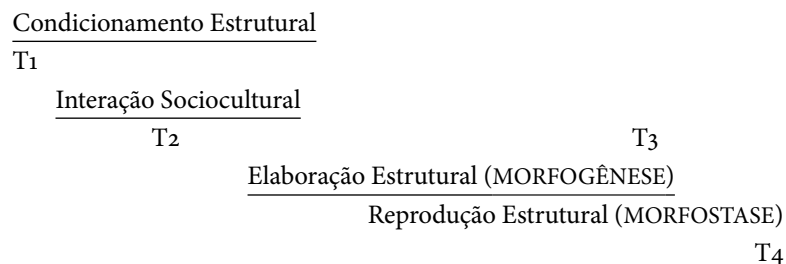 Condicionamento Estrutural
T1
Interação Sociocultural
T2 T3
Elaboração Estrutural (MORFOGÊNESE)
Reprodução Estrutural (MORFOSTASE)
T4